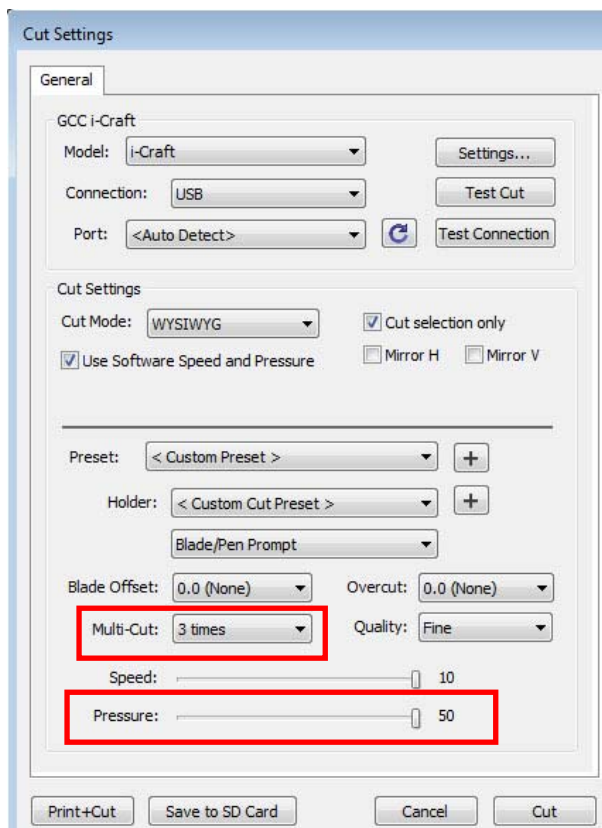 Cut Settings
General
GCC i-Craft
Model: i-Craft Settings...
Connection: USB Test Cut
Port: <Auto Detect> Test Connection
Cut Settings
Cut Mode: WYSIWYG Cut selection only
Use Software Speed and Pressure Mirror H Mirror V
Preset: < Custom Preset > +
Holder: < Custom Cut Preset > +
Blade/Pen Prompt
Blade Offset: 0.0 (None) Overcut: 0.0 (None)
Multi-Cut: 3 times Quality: Fine
Speed: 10
Pressure: 50
Print+Cut Save to SD Card Cancel Cut